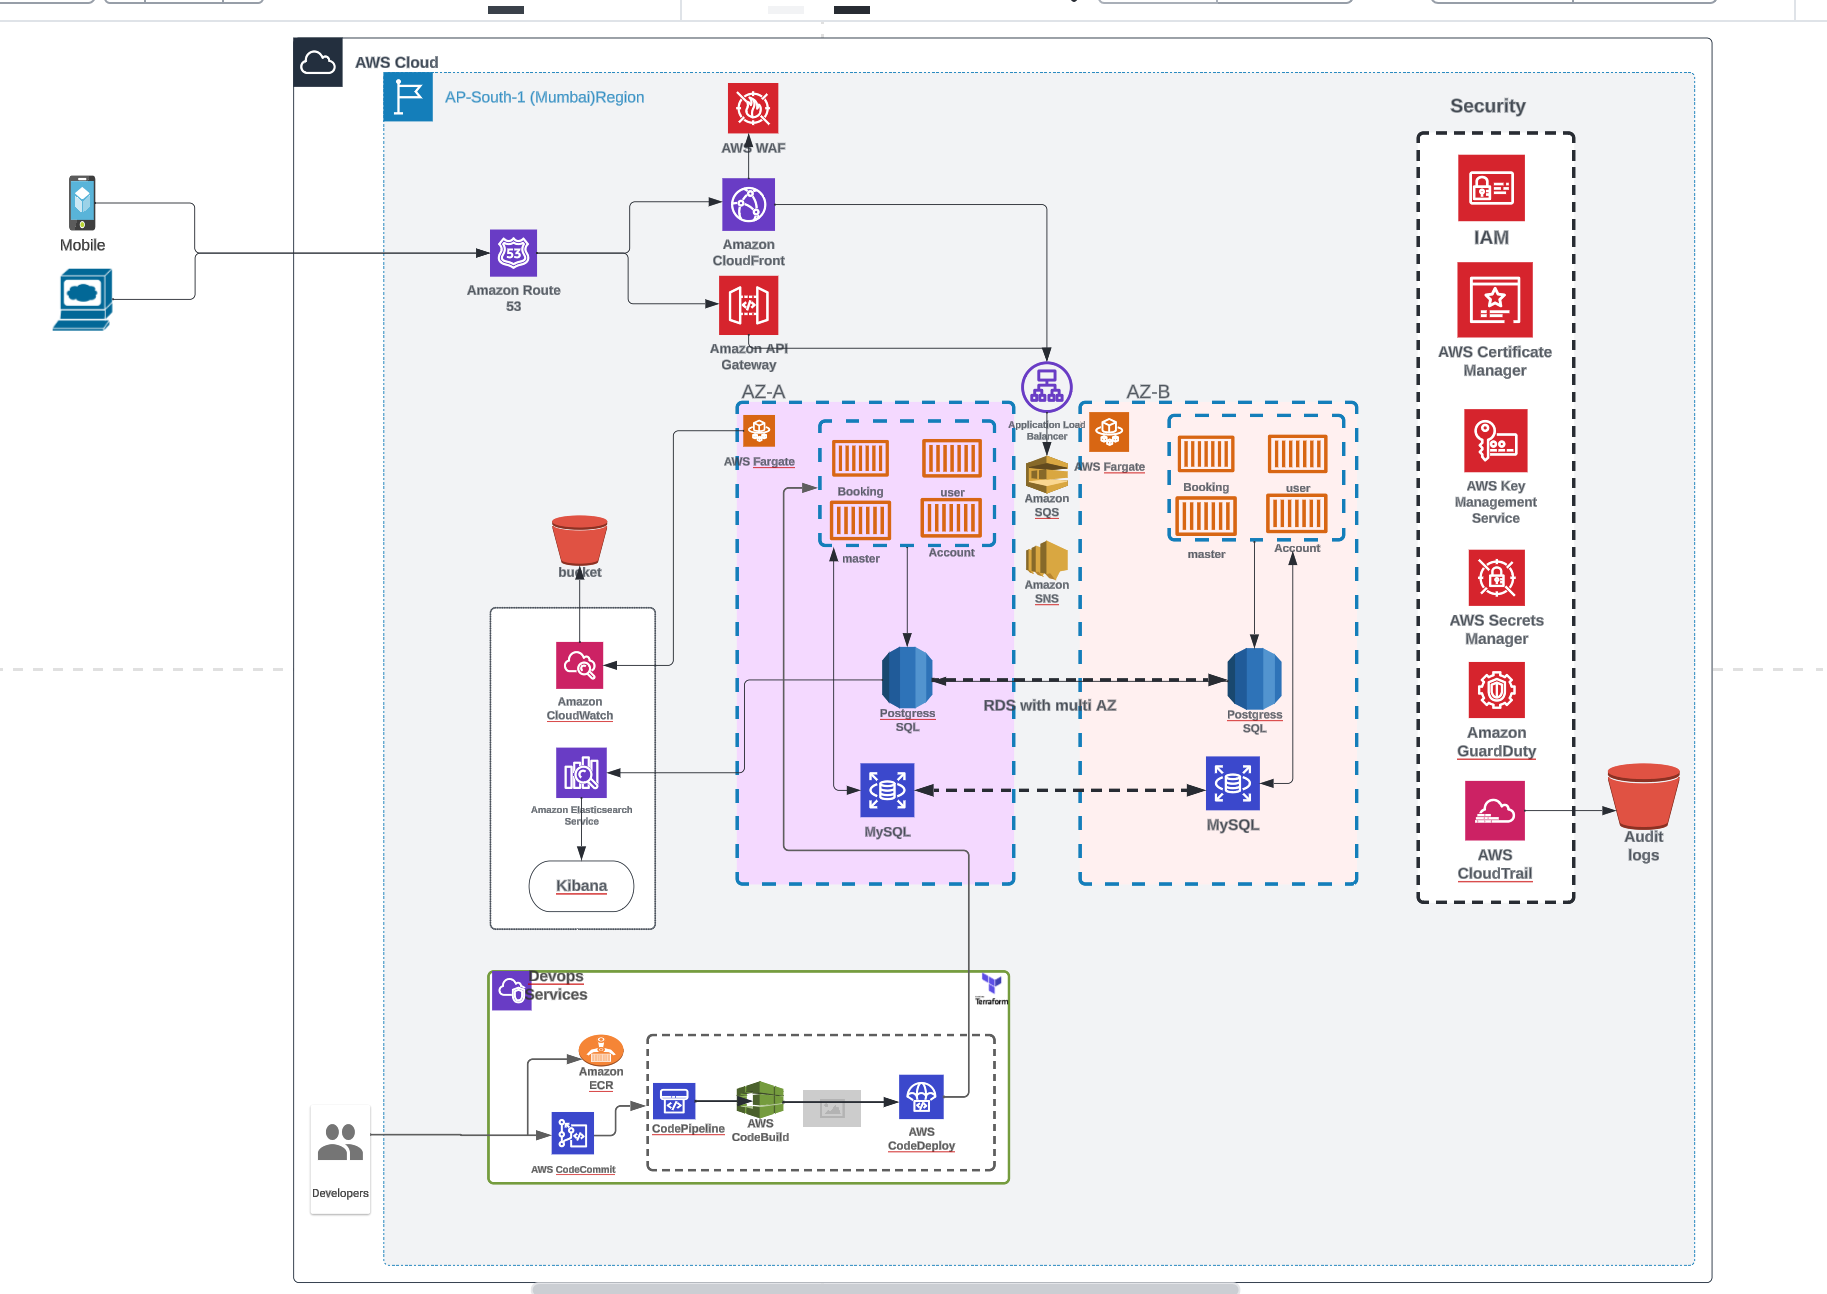 AWS Cloud
AP-South-1 (Mumbai)Region
Security
AWS WAF
Mobile
Amazon
CloudFront
Amazon Route
53
Amazon API
Gateway
IAM
AWS Certificate
Manager
AZ-A
AZ-B
Application Load
Balancer
AWS Fargate
AWS Fargate
Booking
user
master
Account
Amazon
SQS
Amazon
SNS
Booking
user
master
Account
AWS Key
Management
Service
bucket
AWS Secrets
Manager
Amazon
CloudWatch
Postgress
SQL
RDS with multi AZ
Postgress
SQL
Amazon
GuardDuty
Amazon Elasticsearch
Service
MySQL
MySQL
Kibana
AWS
CloudTrail
Audit
logs
Devops
Services
Terraform
Amazon
ECR
CodePipeline
AWS
CodeBuild
AWS
CodeDeploy
AWS CodeCommit
Developers